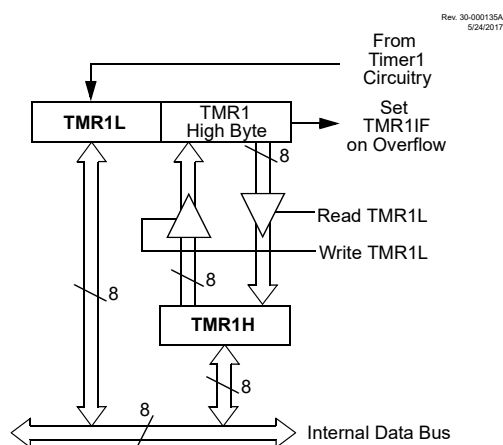 Rev. 30-000135A
5/24/2017
From
Timer1
Circuitry
TMR1L
TMR1
High Byte
Set
TMR1IF
on Overflow
8
Read TMR1L
Write TMR1L
8
8
TMR1H
8
8
Internal Data Bus